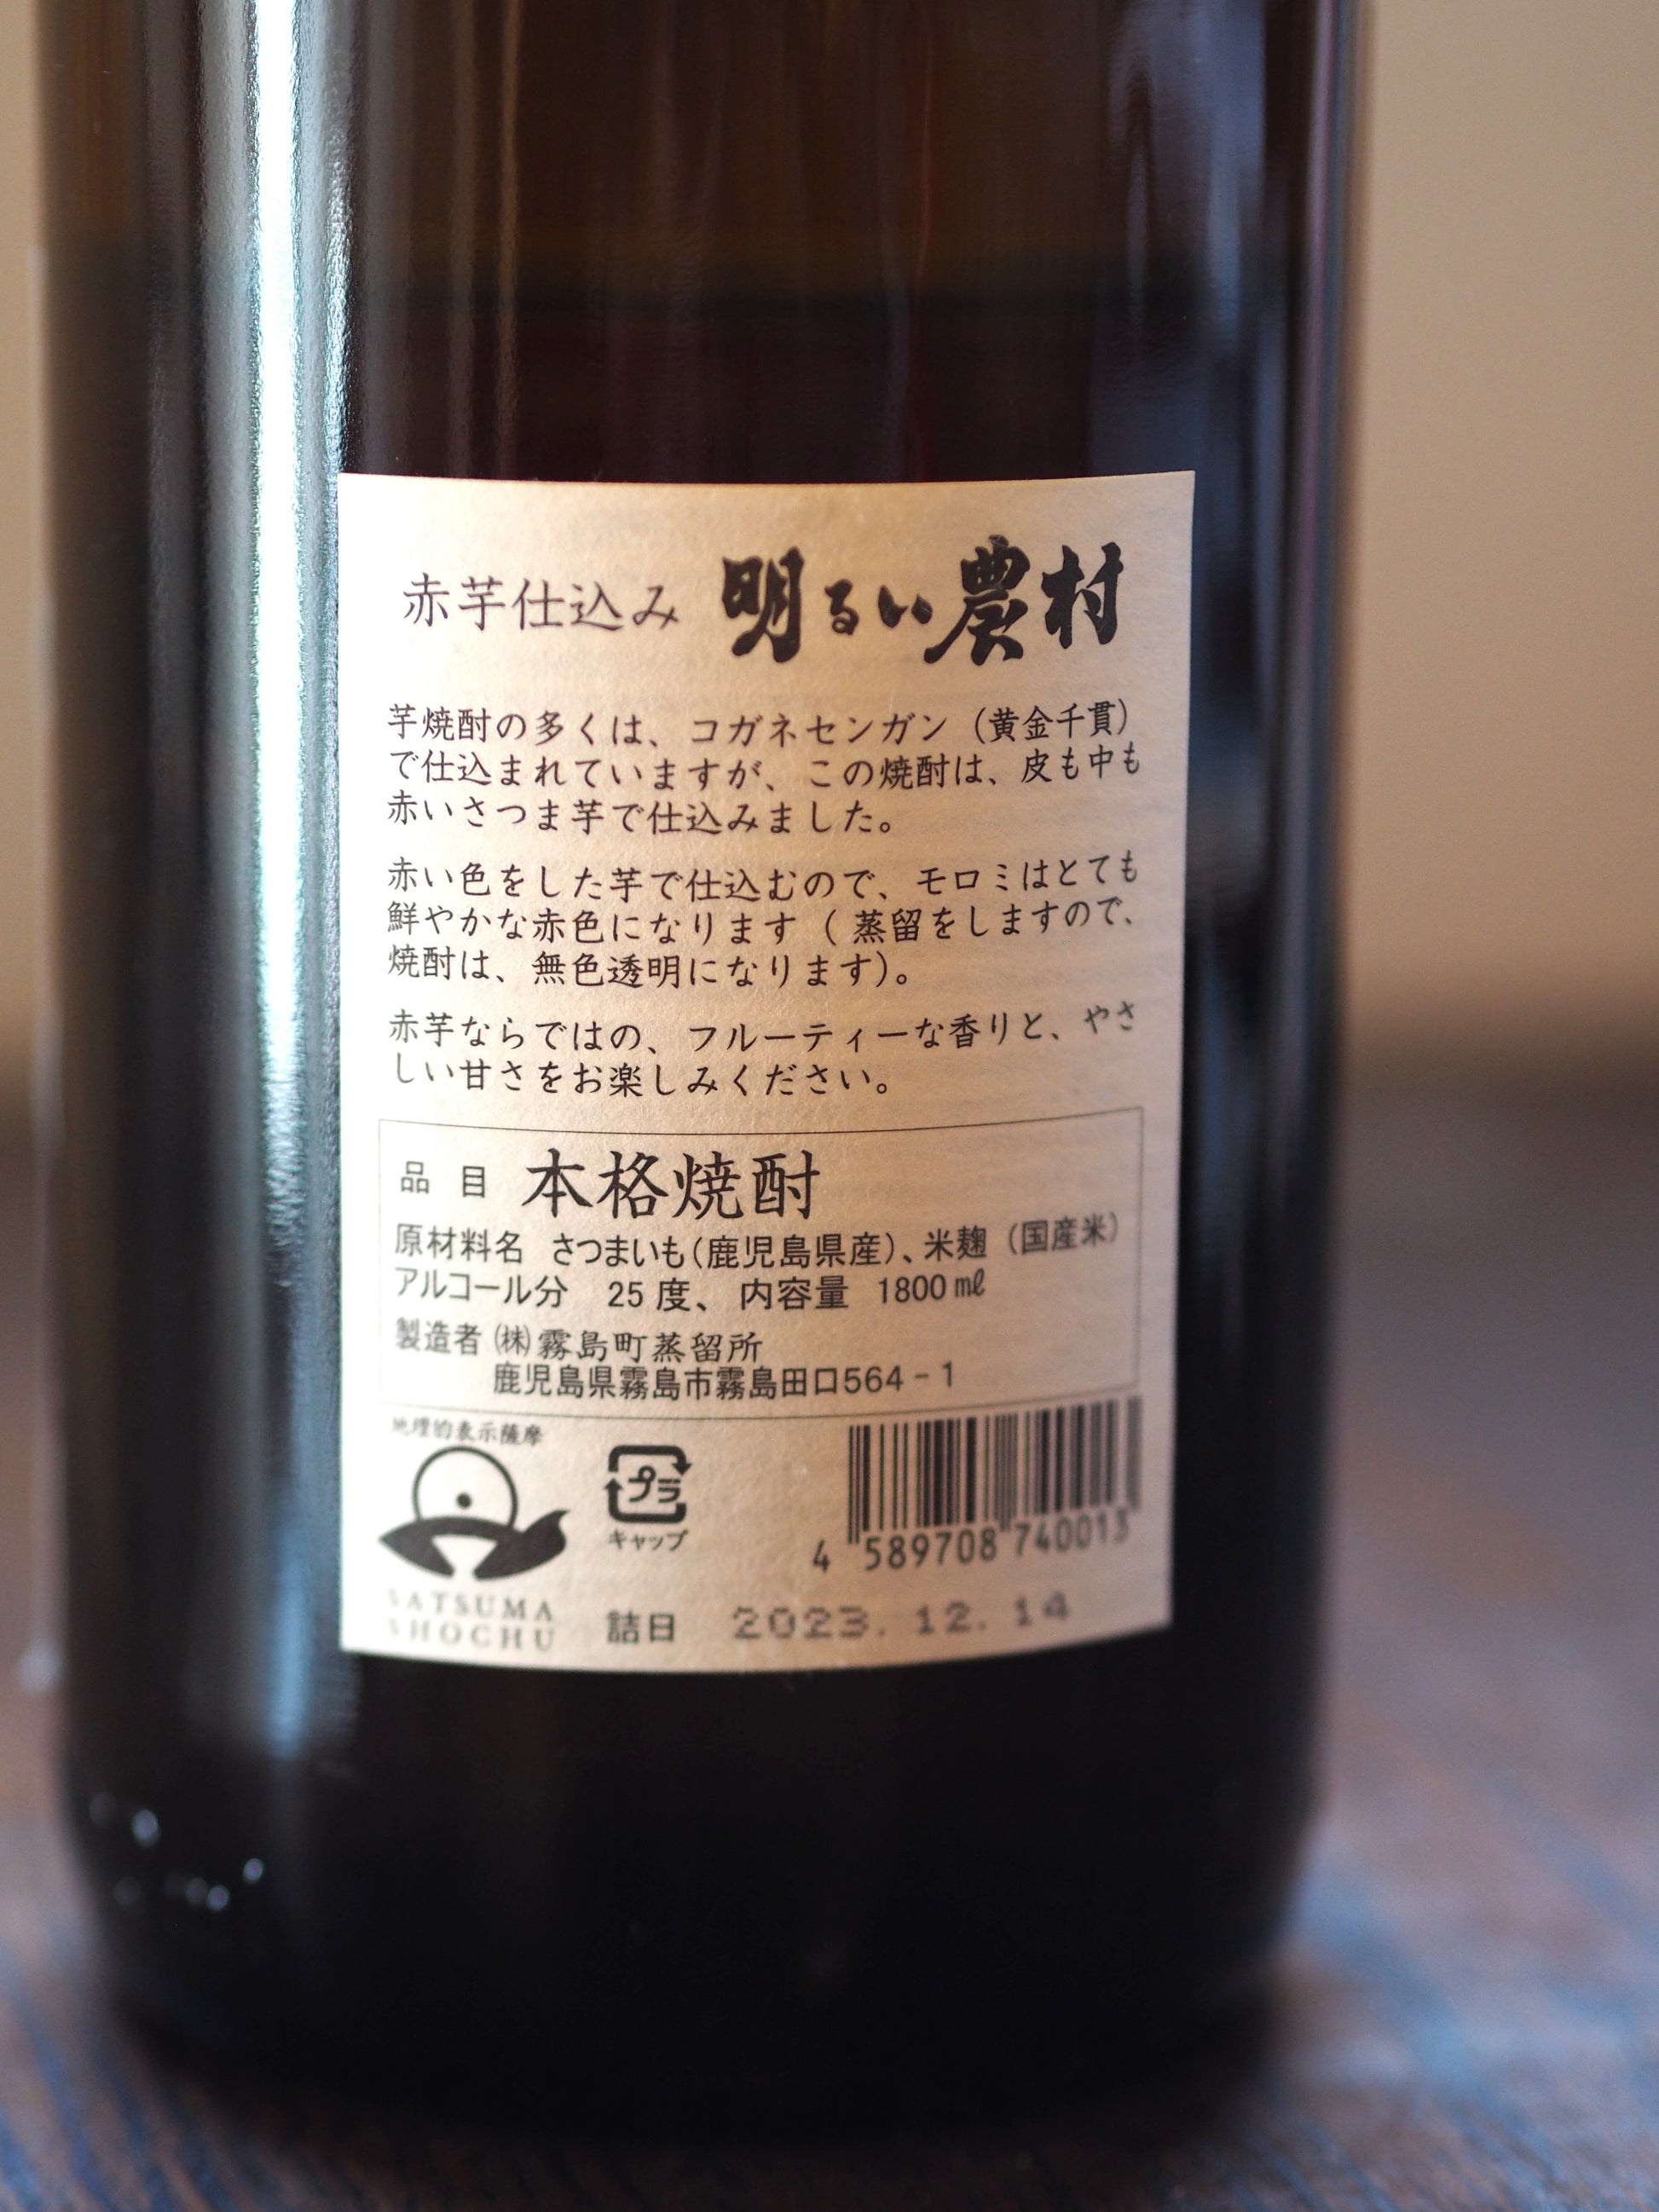 赤芋仕込み 明るい農村
芋焼酎の多くは、コガネセンガン（黄金千貫）
で仕込まれていますが、この焼酎は、皮も中も
赤いさつま芋で仕込みました。
赤い色をした芋で仕込むので、モロミはとても
鮮やかな赤色になります（蒸留をしますので、
焼酎は、無色透明になります）。
赤芋ならではの、フルーティーな香りと、やさ
しい甘さをお楽しみください。
品目 本格焼酎
原材料名 さつまいも（鹿児島県産）、米麹（国産米）
アルコール分 25度、内容量 1800㎖
製造者 ㈱霧島町蒸留所
鹿児島県霧島市霧島田口564-1
地理的表示薩摩
プラ
キャップ
4 589708 740013
SATSUMA
SHOCHU
詰日 2023.12.14